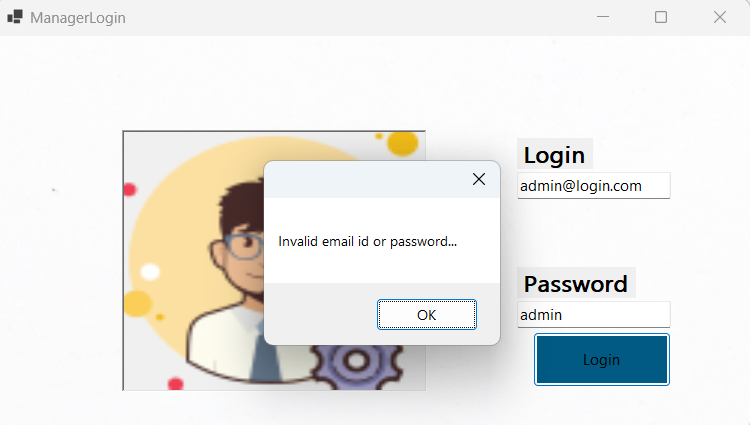 ManagerLogin
Login
admin@login.com
Invalid email id or password...
OK
Password
admin
Login